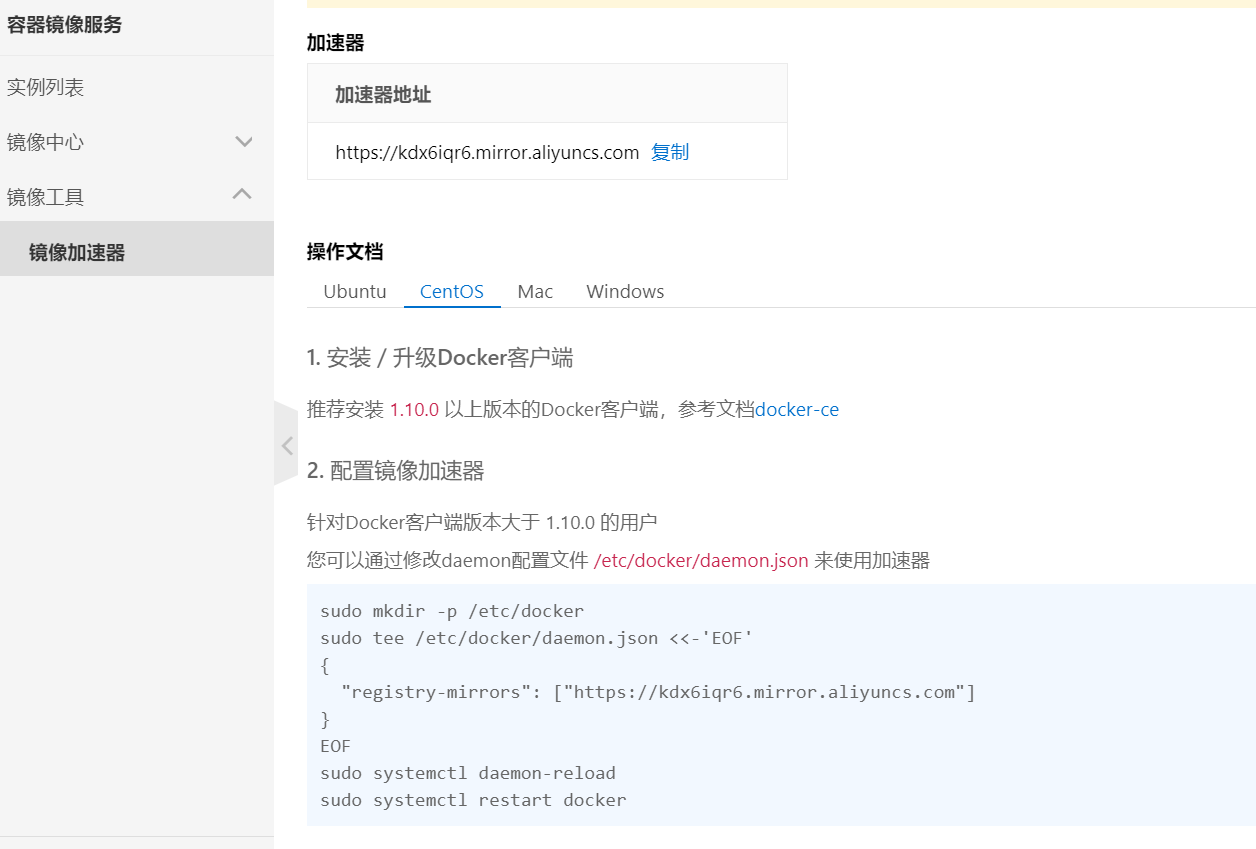 容器镜像服务
实例列表
镜像中心
镜像工具
镜像加速器
加速器
加速器地址
https://kdx6iqr6.mirror.aliyuncs.com 复制
操作文档
Ubuntu CentOS Mac Windows
1. 安装 / 升级Docker客户端
推荐安装 1.10.0 以上版本的Docker客户端，参考文档docker-ce
2. 配置镜像加速器
针对Docker客户端版本大于 1.10.0 的用户
您可以通过修改daemon配置文件 /etc/docker/daemon.json 来使用加速器
sudo mkdir -p /etc/docker
sudo tee /etc/docker/daemon.json <<-'EOF'
{
  "registry-mirrors": ["https://kdx6iqr6.mirror.aliyuncs.com"]
}
EOF
sudo systemctl daemon-reload
sudo systemctl restart docker